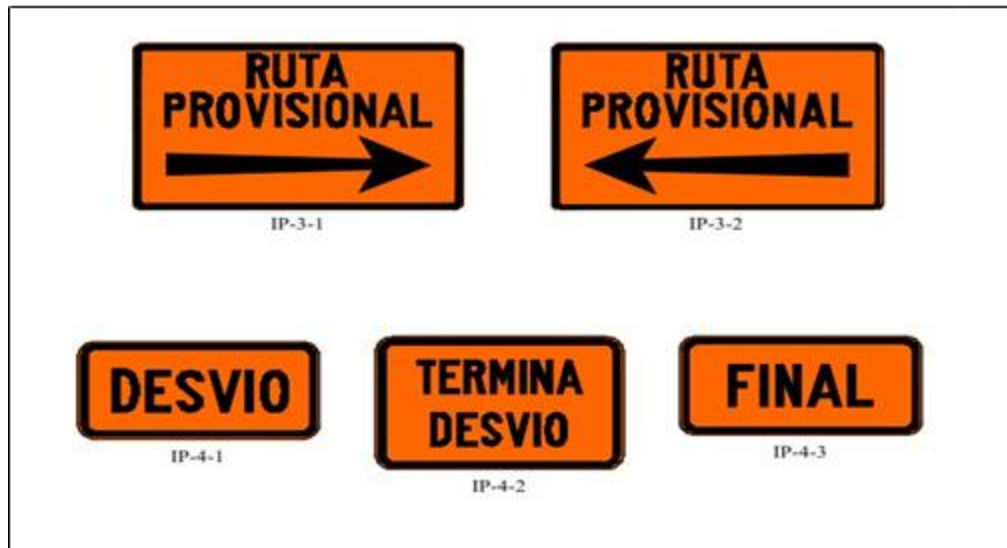 RUTA
PROVISIONAL
IP-3-1
RUTA
PROVISIONAL
IP-3-2
DESVIO
IP-4-1
TERMINA
DESVIO
IP-4-2
FINAL
IP-4-3